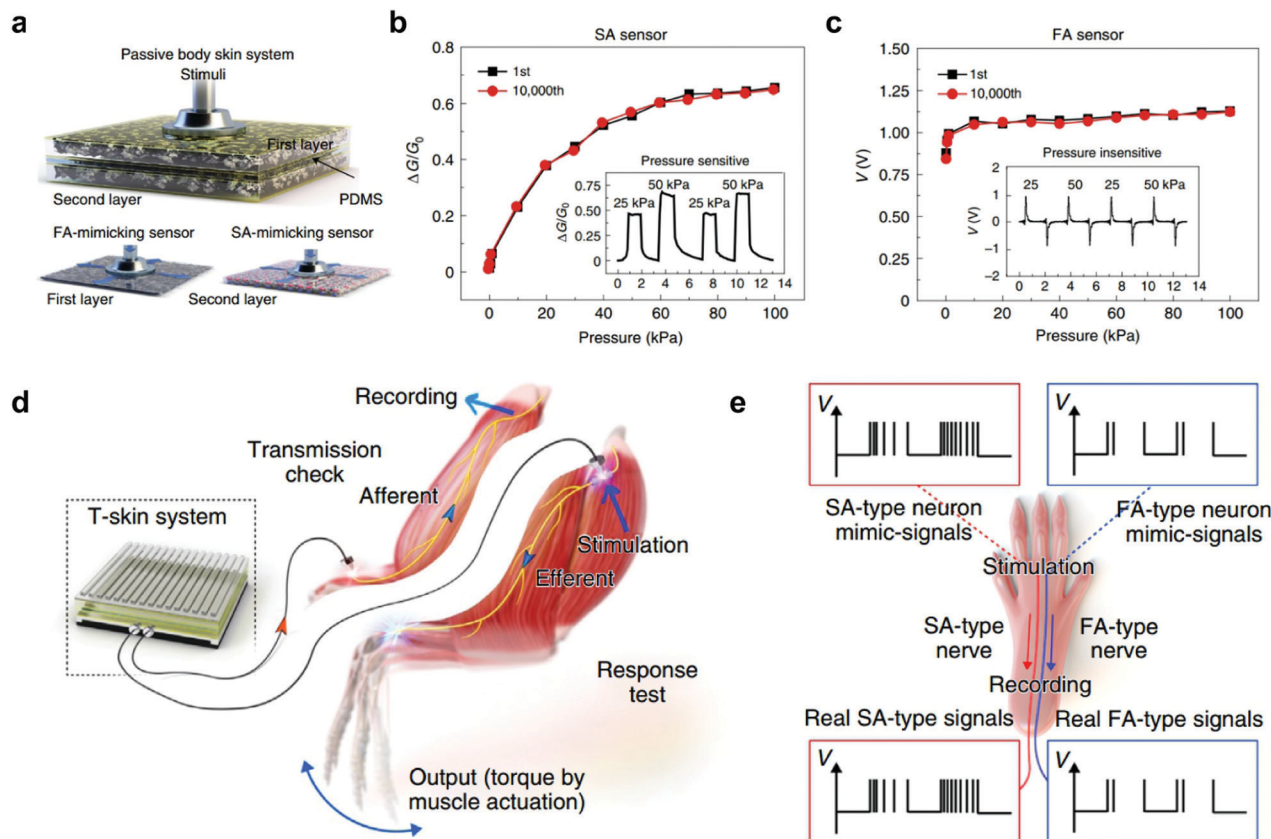 a
Passive body skin system
Stimuli
First layer
Second layer
PDMS
FA-mimicking sensor
SA-mimicking sensor
First layer
Second layer
b
SA sensor
0.8
0.6
0.4
0.2
0
ΔG/G₀
1st
10,000th
Pressure sensitive
0.75
0.50
0.25
0.00
ΔG/G₀
25 kPa
50 kPa
25 kPa
50 kPa
0 2 4 6 8 10 12 14
0 20 40 60 80 100
Pressure (kPa)
c
FA sensor
1.50
1.25
1.00
0.75
0.50
0.25
0.00
V (V)
1st
10,000th
Pressure insensitive
2
1
0
−1
−2
V (V)
25 50 25 50 kPa
0 2 4 6 8 10 12 14
0 20 40 60 80 100
Pressure (kPa)
d
Recording
Transmission
check
Afferent
T-skin system
Stimulation
Efferent
Response
test
Output (torque by
muscle actuation)
e
V
V
SA-type neuron
mimic-signals
FA-type neuron
mimic-signals
Stimulation
SA-type
nerve
FA-type
nerve
Recording
Real SA-type signals
Real FA-type signals
V
V